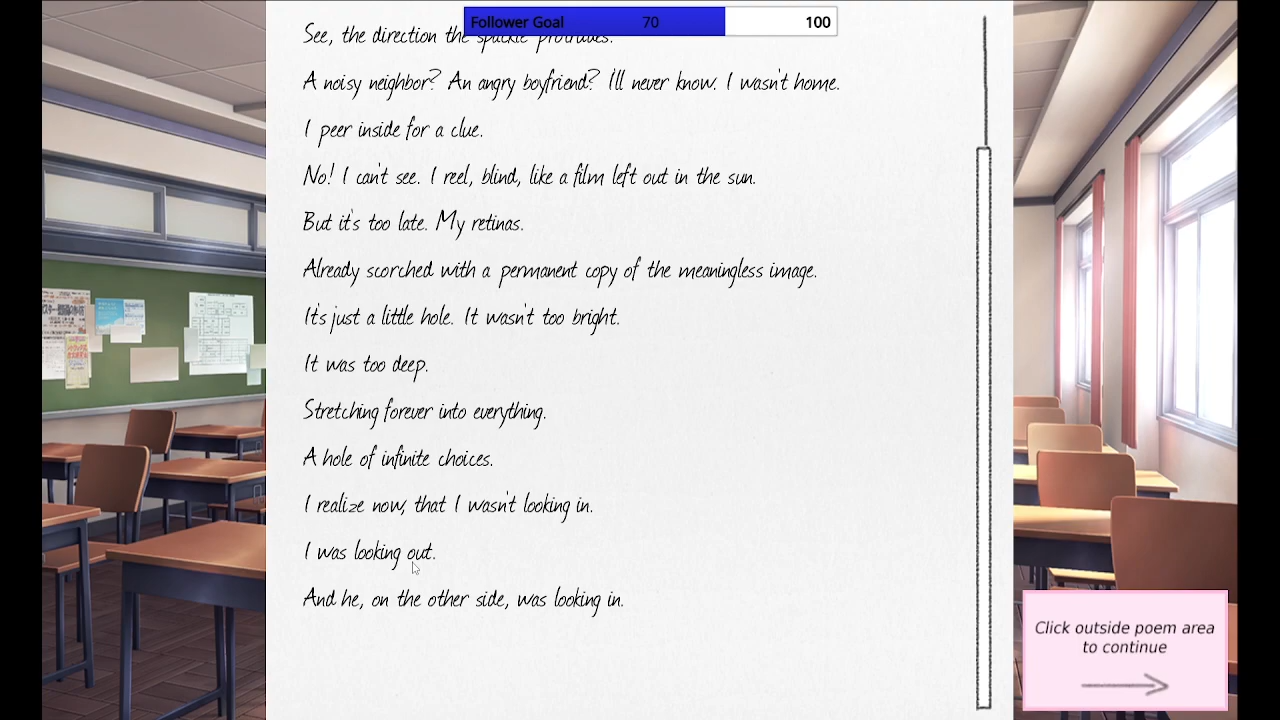 Follower Goal 70 100
See, the direction the spackle protrudes.
A noisy neighbor? An angry boyfriend? I'll never know. I wasn't home.
I peer inside for a clue.
No! I can't see. I reel, blind, like a film left out in the sun.
But it's too late. My retinas.
Already scorched with a permanent copy of the meaningless image.
It's just a little hole. It wasn't too bright.
It was too deep.
Stretching forever into everything.
A hole of infinite choices.
I realize now, that I wasn't looking in.
I was looking out.
And he, on the other side, was looking in.
Click outside poem area
to continue